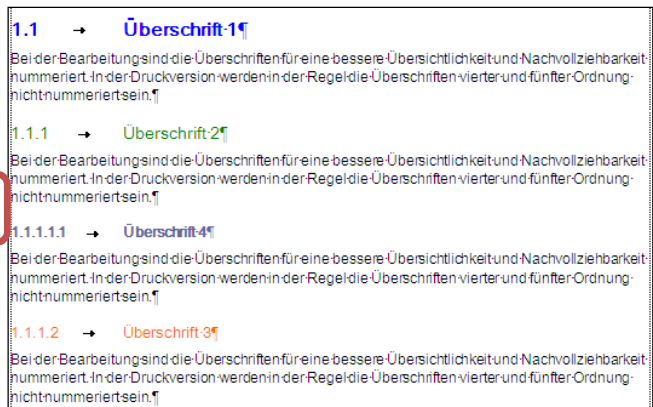 1.1 → Überschrift·1¶
Bei·der·Bearbeitung·sind·die·Überschriften·für·eine·bessere·Übersichtlichkeit·und·Nachvollziehbarkeit·
nummeriert.·In·der·Druckversion·werden·in·der·Regel·die·Überschriften·vierter·und·fünfter·Ordnung·
nicht·nummeriert·sein.¶
1.1.1 → Überschrift·2¶
Bei·der·Bearbeitung·sind·die·Überschriften·für·eine·bessere·Übersichtlichkeit·und·Nachvollziehbarkeit·
nummeriert.·In·der·Druckversion·werden·in·der·Regel·die·Überschriften·vierter·und·fünfter·Ordnung·
nicht·nummeriert·sein.¶
1.1.1.1.1 → Überschrift·4¶
Bei·der·Bearbeitung·sind·die·Überschriften·für·eine·bessere·Übersichtlichkeit·und·Nachvollziehbarkeit·
nummeriert.·In·der·Druckversion·werden·in·der·Regel·die·Überschriften·vierter·und·fünfter·Ordnung·
nicht·nummeriert·sein.¶
1.1.1.2 → Überschrift·3¶
Bei·der·Bearbeitung·sind·die·Überschriften·für·eine·bessere·Übersichtlichkeit·und·Nachvollziehbarkeit·
nummeriert.·In·der·Druckversion·werden·in·der·Regel·die·Überschriften·vierter·und·fünfter·Ordnung·
nicht·nummeriert·sein.¶